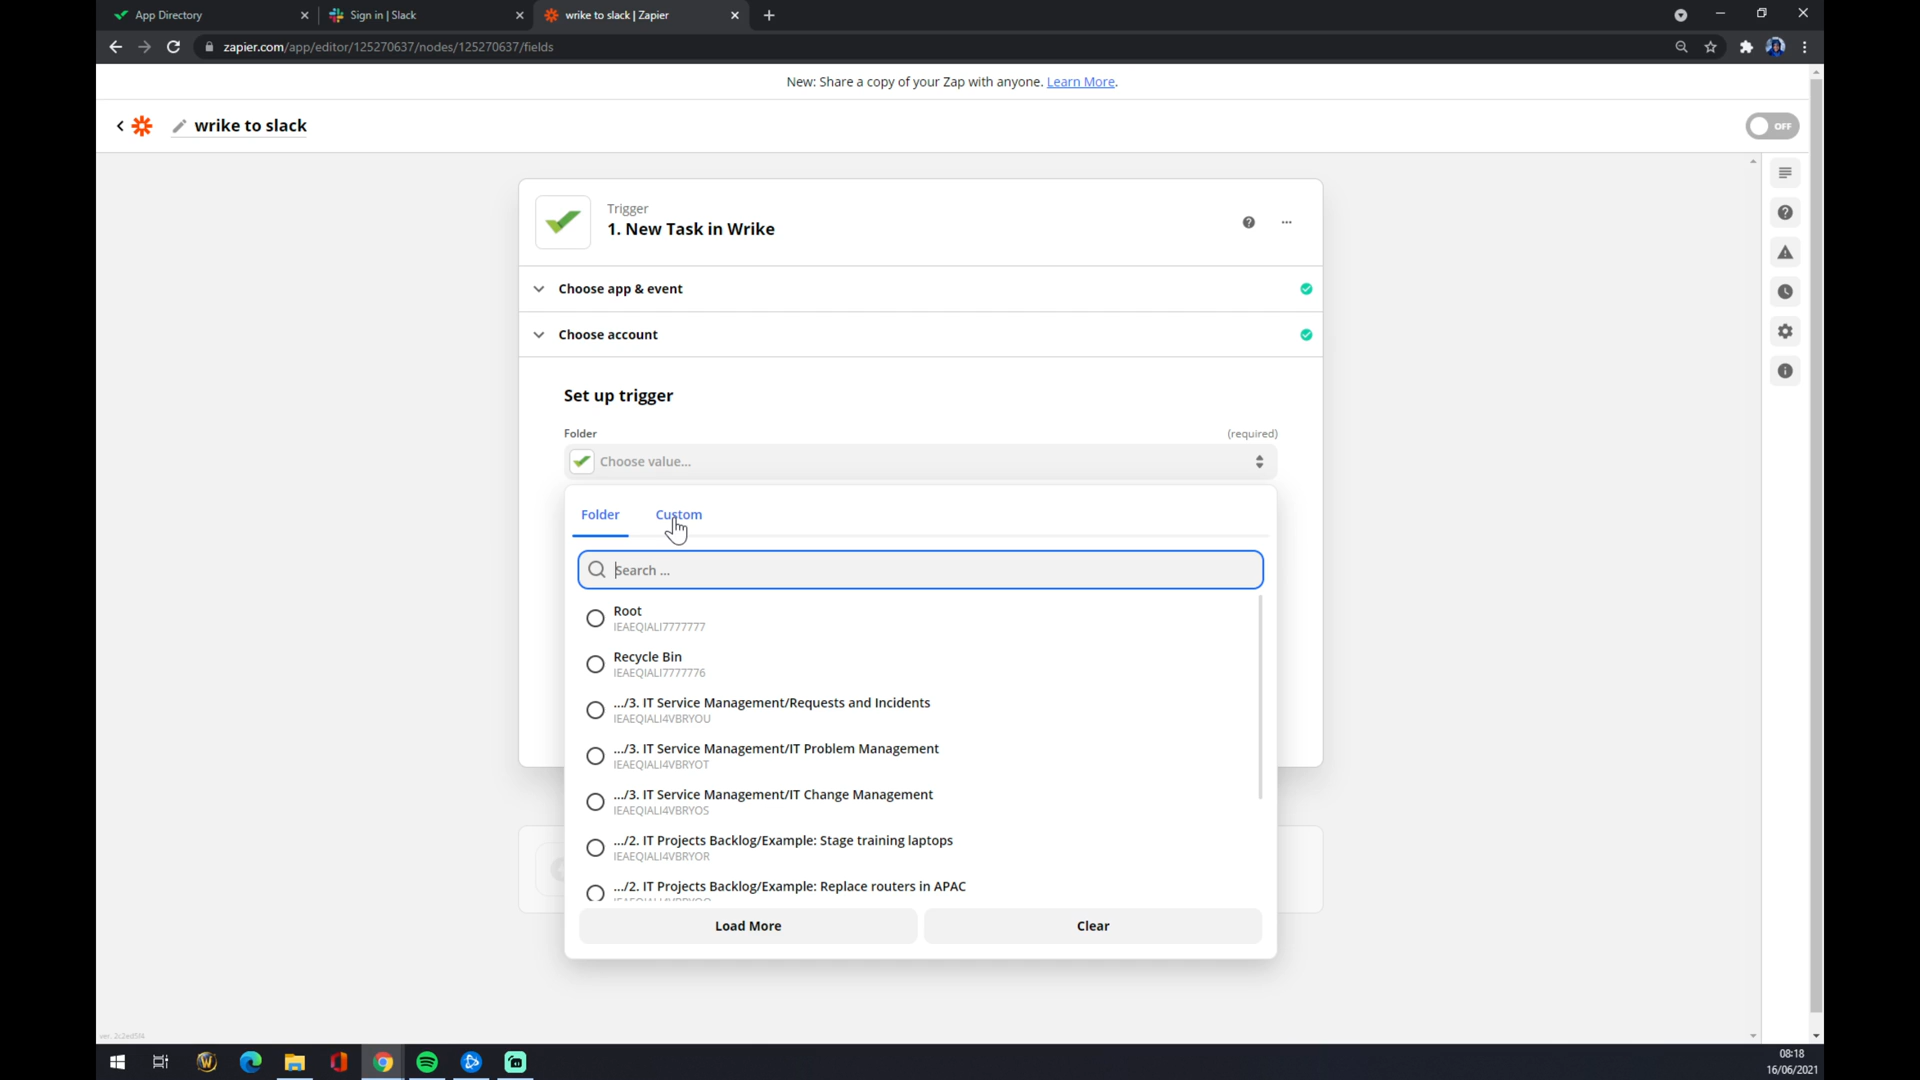 App Directory
Sign in | Slack
wrike to slack | Zapier
zapier.com/app/editor/125270637/nodes/125270637/fields
New: Share a copy of your Zap with anyone. Learn More.
wrike to slack
OFF
Trigger
1. New Task in Wrike
Choose app & event
Choose account
Set up trigger
Folder
(required)
Choose value...
Folder
Custom
Search ...
Root
IEAEQIALI7777777
Recycle Bin
IEAEQIALI7777776
.../3. IT Service Management/Requests and Incidents
IEAEQIALI4VBRYOU
.../3. IT Service Management/IT Problem Management
IEAEQIALI4VBRYOT
.../3. IT Service Management/IT Change Management
IEAEQIALI4VBRYOS
.../2. IT Projects Backlog/Example: Stage training laptops
IEAEQIALI4VBRYOR
.../2. IT Projects Backlog/Example: Replace routers in APAC
Load More
Clear
ver. 2c2ed5f4
08:18
16/06/2021